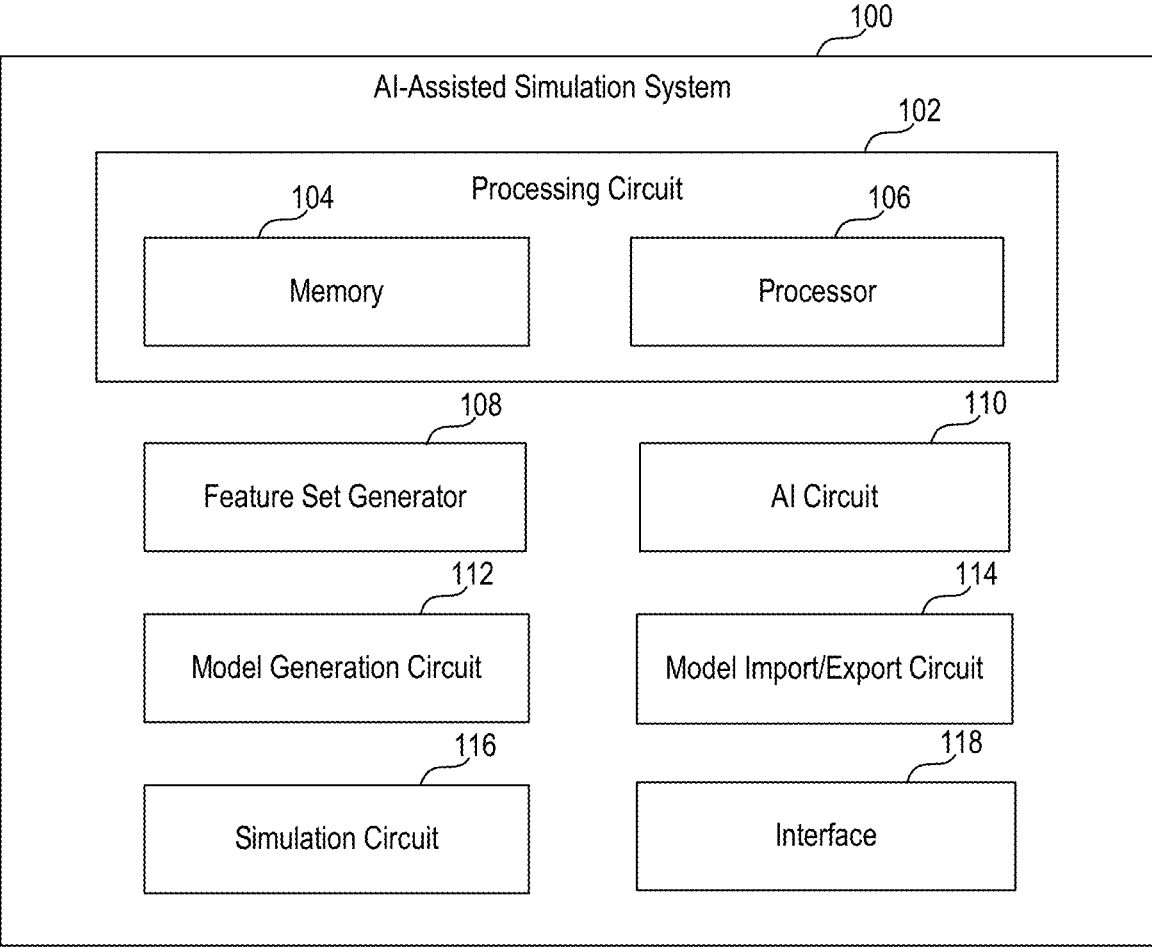 100
AI-Assisted Simulation System
102
Processing Circuit
104
106
Memory
Processor
108
110
Feature Set Generator
AI Circuit
112
114
Model Generation Circuit
Model Import/Export Circuit
116
118
Simulation Circuit
Interface